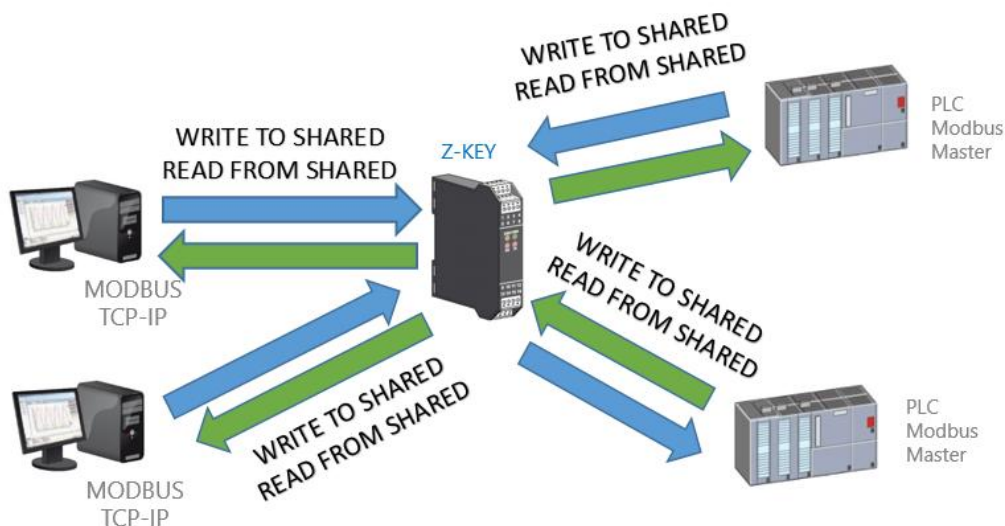 WRITE TO SHARED
READ FROM SHARED
PLC
Modbus
Master
WRITE TO SHARED
READ FROM SHARED
Z-KEY
MODBUS
TCP-IP
WRITE TO SHARED
READ FROM SHARED
WRITE TO SHARED
READ FROM SHARED
MODBUS
TCP-IP
PLC
Modbus
Master